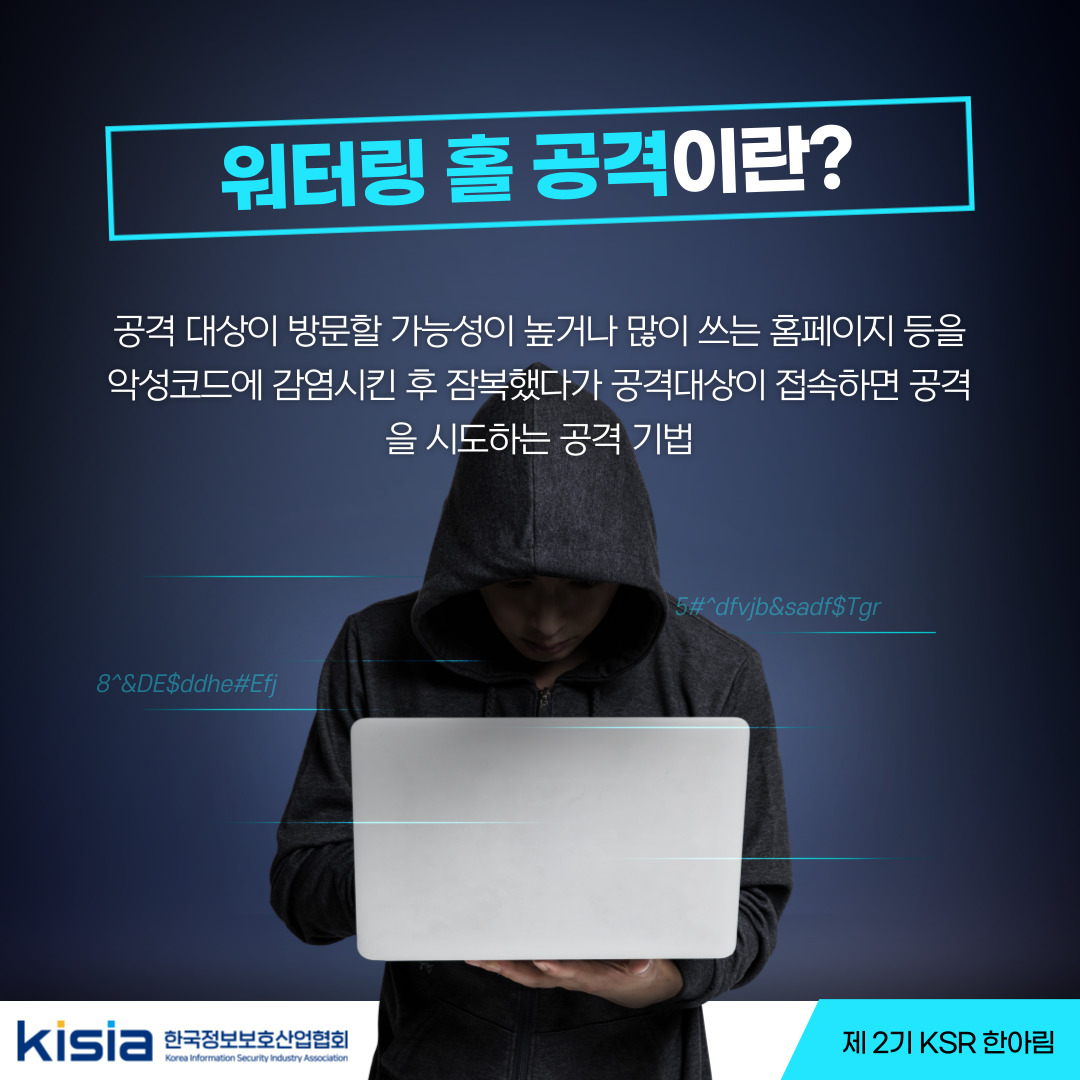 워터링 홀 공격이란?
공격 대상이 방문할 가능성이 높거나 많이 쓰는 홈페이지 등을
악성코드에 감염시킨 후 잠복했다가 공격대상이 접속하면 공격
을 시도하는 공격 기법
5#^dfvjb&sadf$Tgr
8^&DE$ddhe#Efj
kisia 한국정보보호산업협회
Korea Information Security Industry Association
제 2기 KSR 한아림